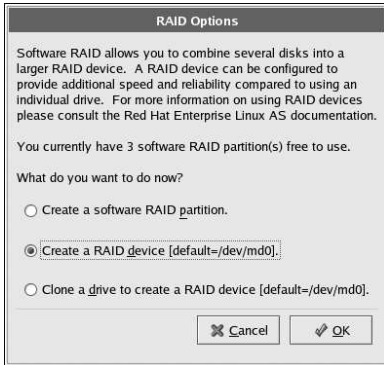 RAID Options
Software RAID allows you to combine several disks into a
larger RAID device. A RAID device can be configured to
provide additional speed and reliability compared to using an
individual drive. For more information on using RAID devices
please consult the Red Hat Enterprise Linux AS documentation.
You currently have 3 software RAID partition(s) free to use.
What do you want to do now?
Create a software RAID partition.
Create a RAID device [default=/dev/md0].
Clone a drive to create a RAID device [default=/dev/md0].
Cancel OK